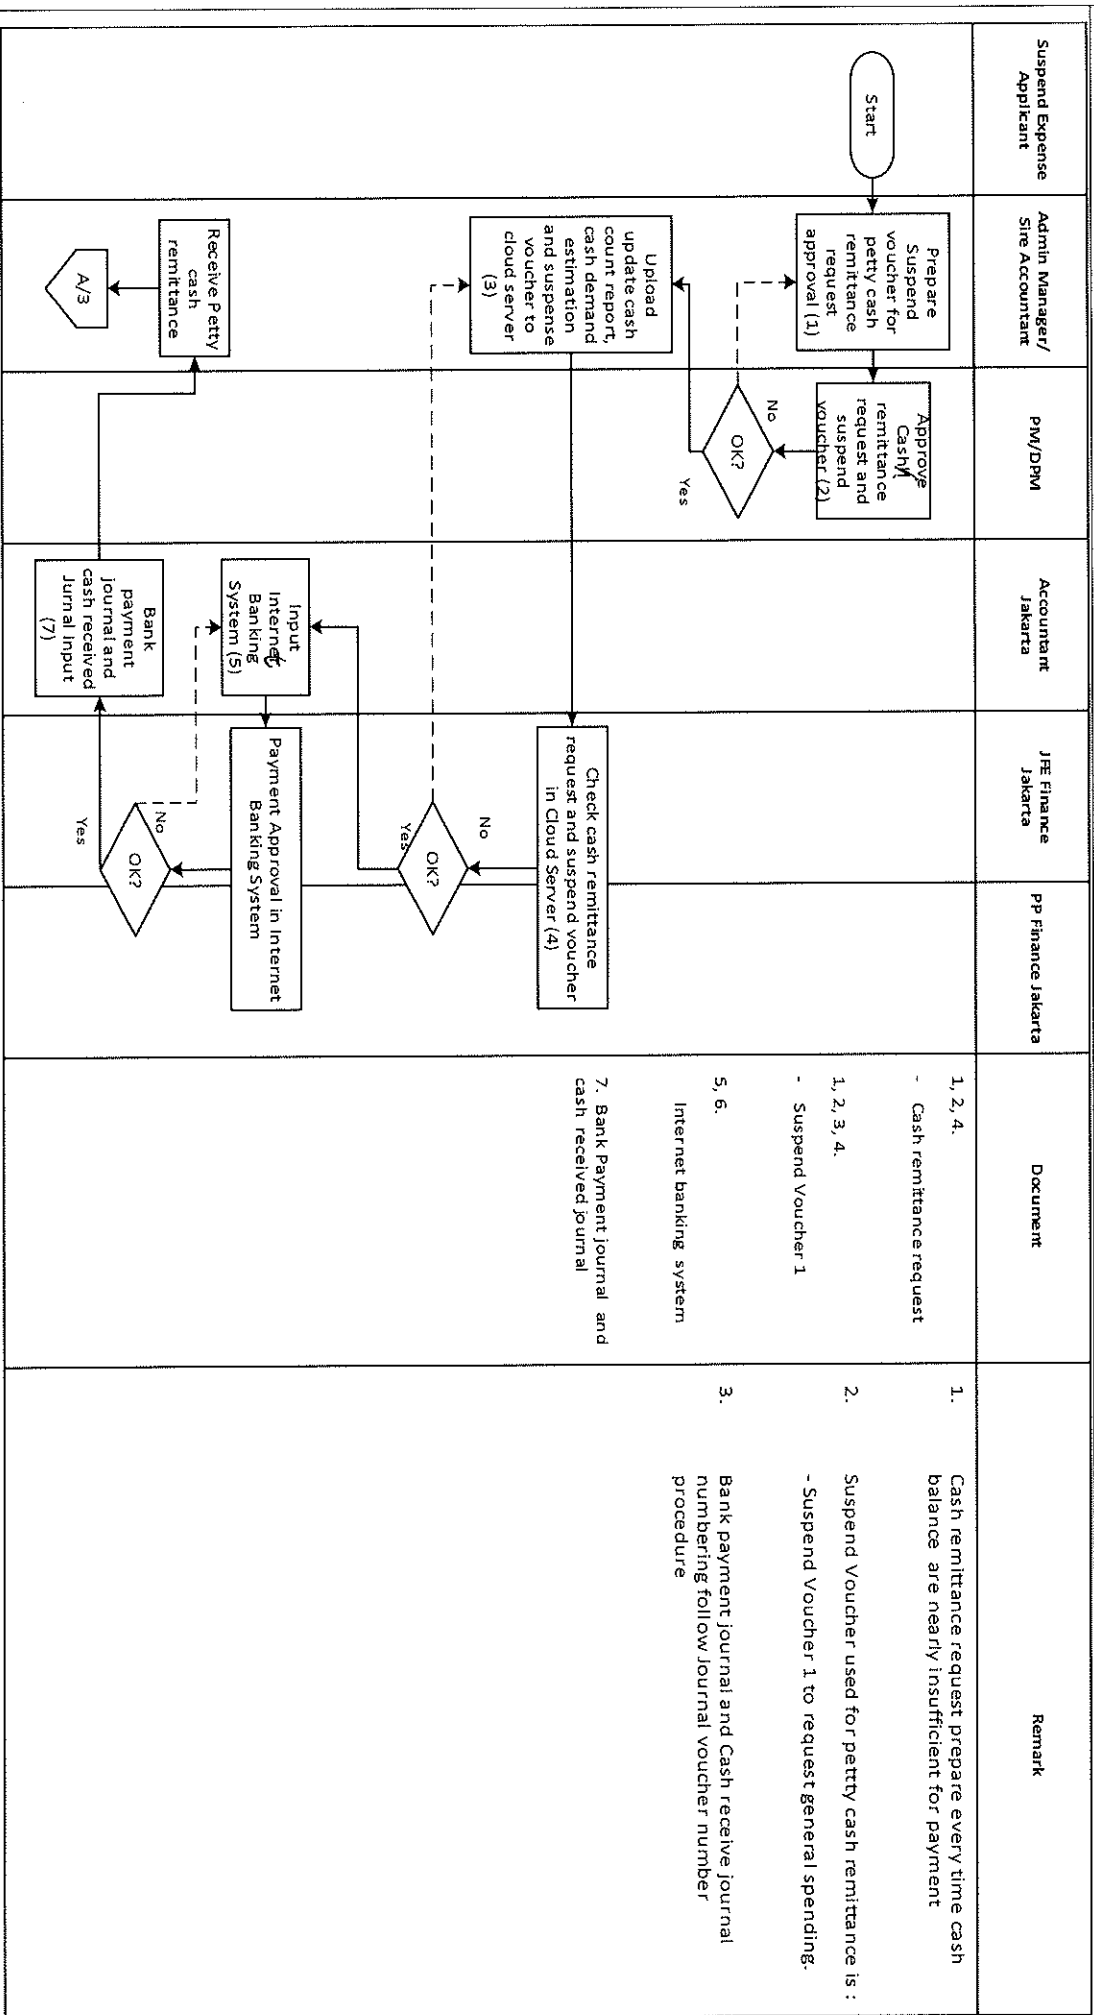 Suspend Expense
Applicant
Admin Manager/
Sire Accountant
PM/DPM
Accountant
Jakarta
JFE Finance
Jakarta
PP Finance Jakarta
Document
Remark
Start
Prepare
Suspend
voucher for
petty cash
remittance
request
approval (1)
Approve
Cash
remittance
request and
suspend
voucher (2)
OK?
No
Yes
Upload
update cash
count report,
cash demand
estimation
and suspense
voucher to
cloud server
(3)
Check cash remittance
request and suspend voucher
in Cloud Server (4)
OK?
No
Yes
Input
Internet
Banking
System (5)
Payment Approval in Internet
Banking System
OK?
No
Yes
Bank
payment
journal and
cash received
Jurnal Input
(7)
Receive Petty
cash
remittance
A/3
1, 2, 4.
- Cash remittance request
1, 2, 3, 4.
- Suspend Voucher 1
5, 6.
Internet banking system
7. Bank Payment journal and
cash received journal
1. Cash remittance request prepare every time cash
balance are nearly insufficient for payment
2. Suspend Voucher used for pettty cash remittance is :
- Suspend Voucher 1 to request general spending.
3. Bank payment journal and Cash receive journal
numbering follow Journal voucher number
procedure